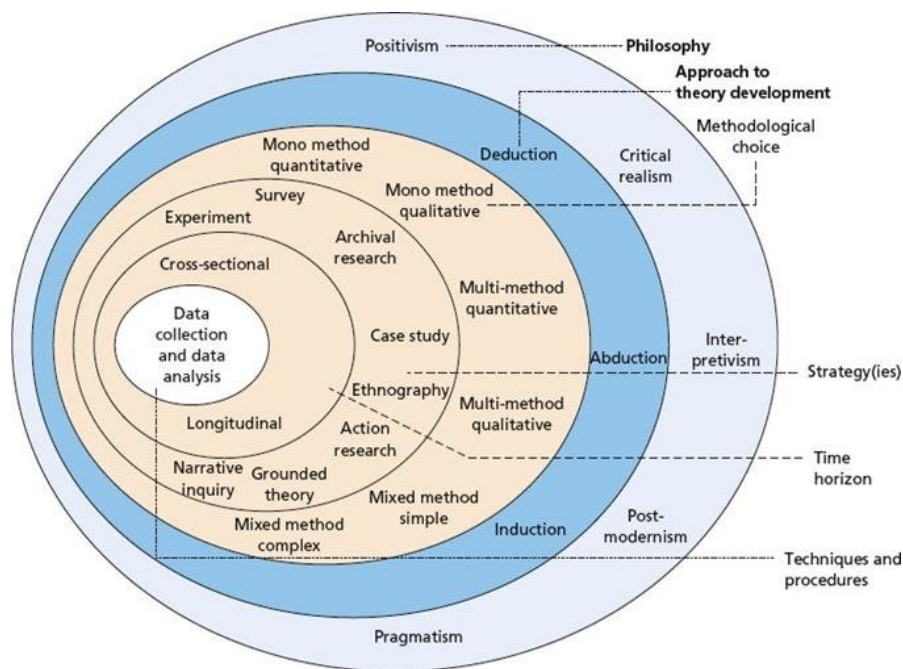 Positivism
Philosophy
Approach to
theory development
Methodological
choice
Mono method
quantitative
Deduction
Critical
realism
Survey
Mono method
qualitative
Experiment
Archival
research
Cross-sectional
Multi-method
quantitative
Data
collection
and data
analysis
Case study
Abduction
Inter-
pretivism
Strategy(ies)
Ethnography
Multi-method
qualitative
Longitudinal
Action
research
Time
horizon
Narrative
inquiry
Grounded
theory
Mixed method
simple
Mixed method
complex
Induction
Post-
modernism
Techniques and
procedures
Pragmatism